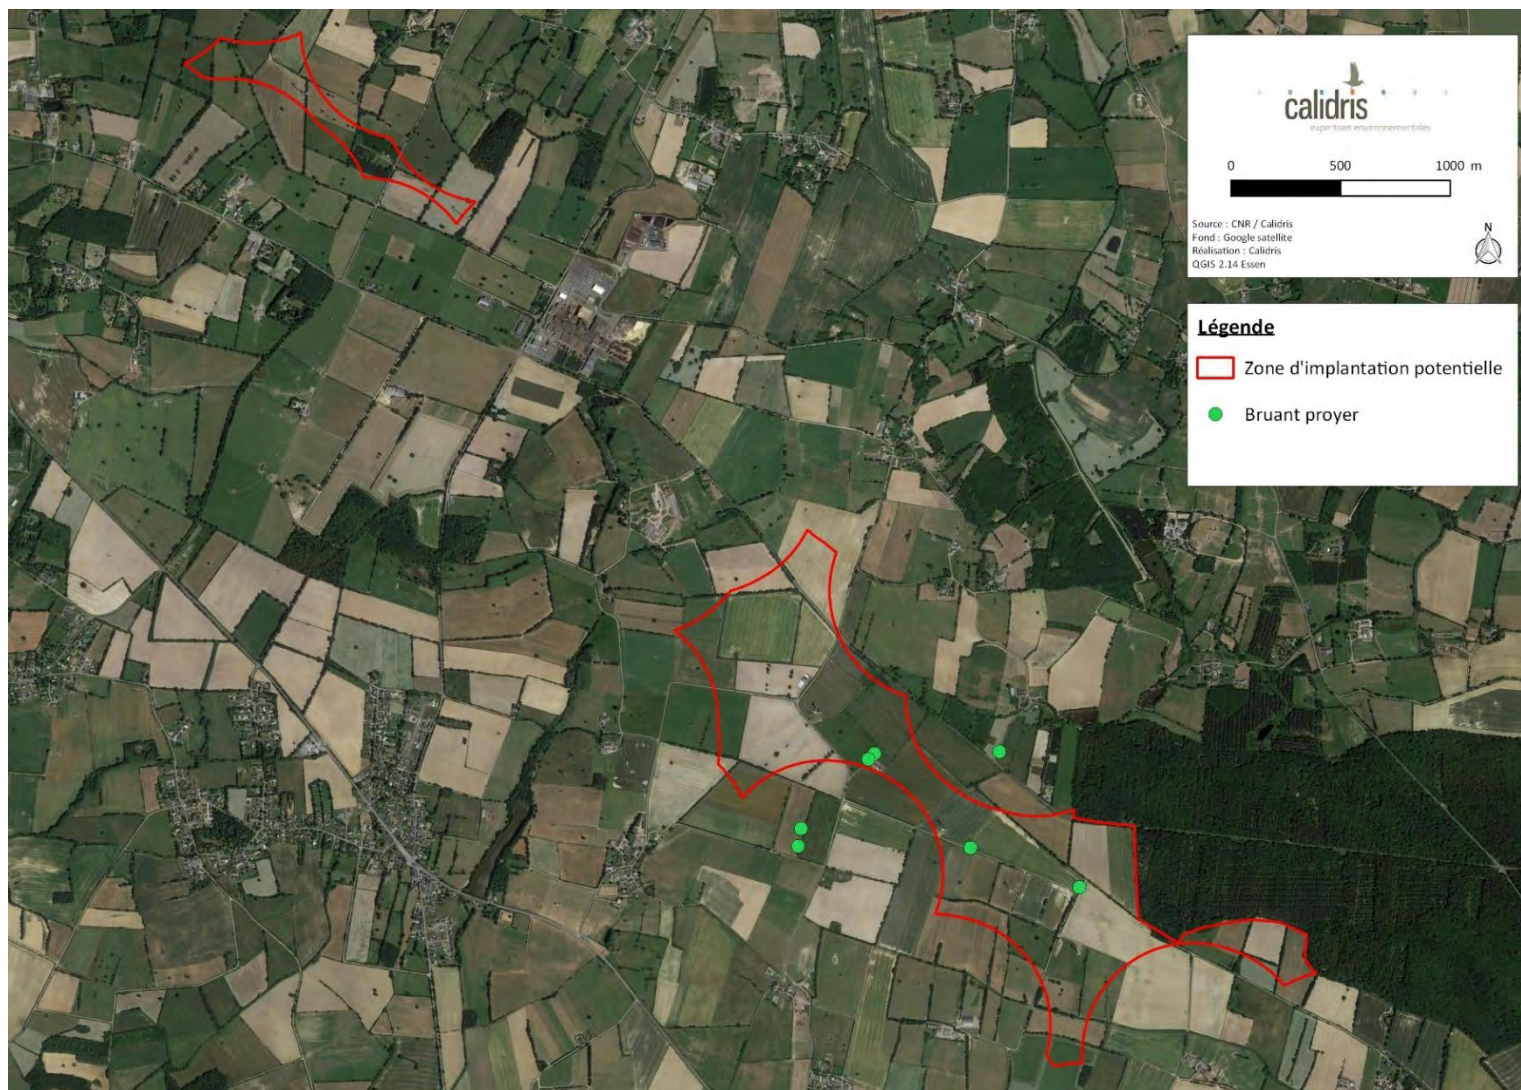 calidris
expertises environnementales
0 500 1000 m
Source : CNR / Calidris
Fond : Google satellite
Réalisation : Calidris
QGIS 2.14 Essen
N
Légende
Zone d'implantation potentielle
Bruant proyer